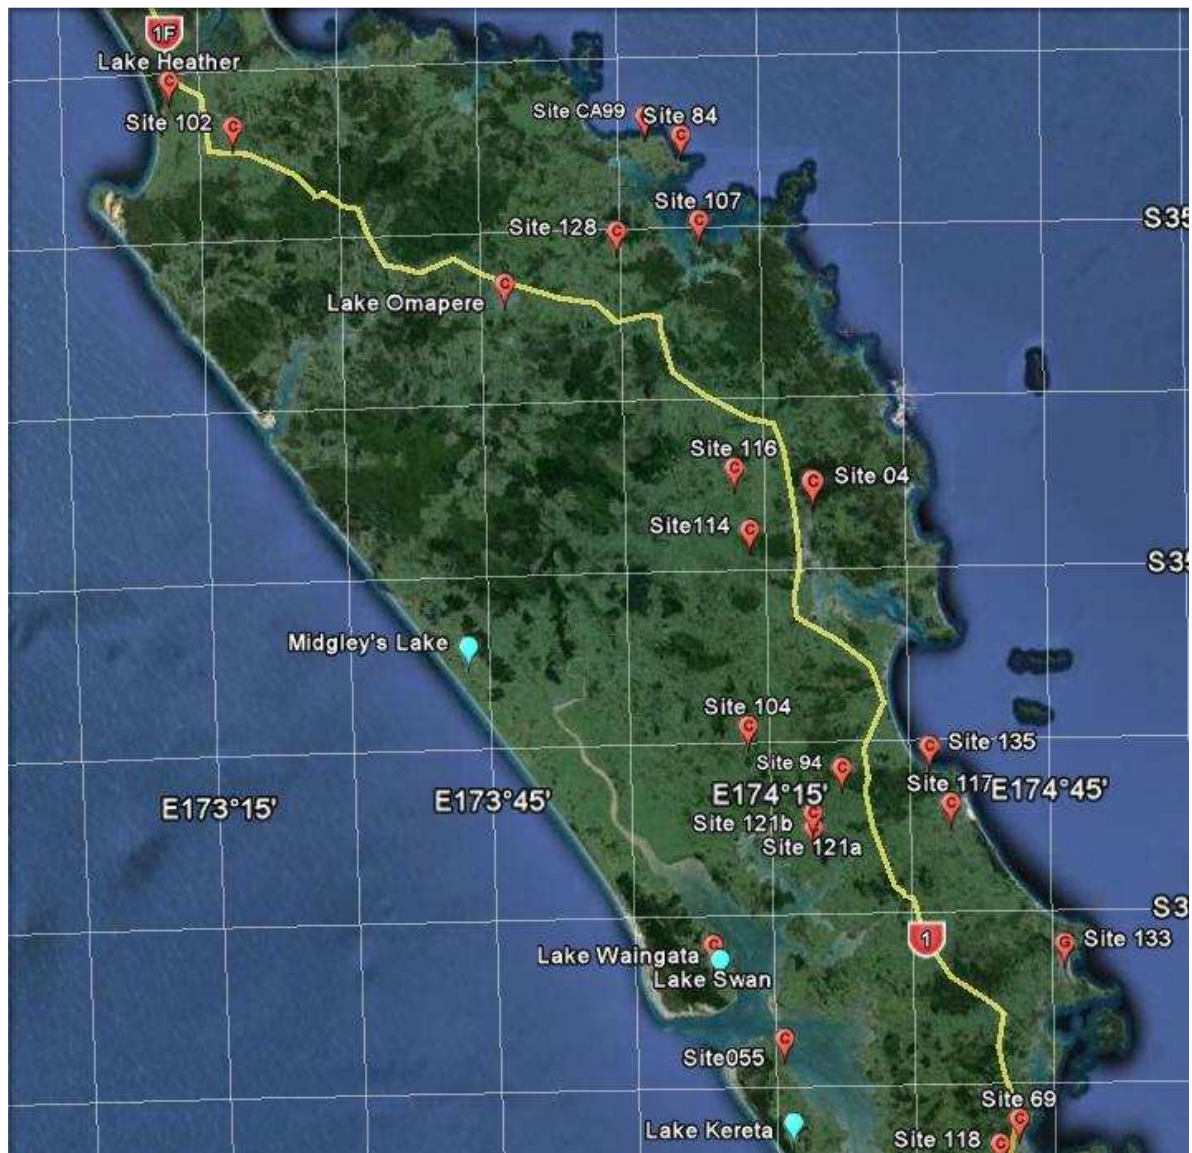 1F
Lake Heather
C
Site 102
C
Site CA99
C
Site 84
C
Site 107
C
Site 128
C
S35
C
Lake Omapere
Site 116
C
C
Site 04
Site114
C
S35
Midgley's Lake
Site 104
C
C
Site 135
Site 94
C
Site 117
C
E173°15'
E173°45'
E174°15'
E174°45'
C
Site 121b
Site 121a
S3
1
G
Site 133
C
Lake Waingata
Lake Swan
C
Site055
Site 69
C
Lake Kereta
Site 118
C